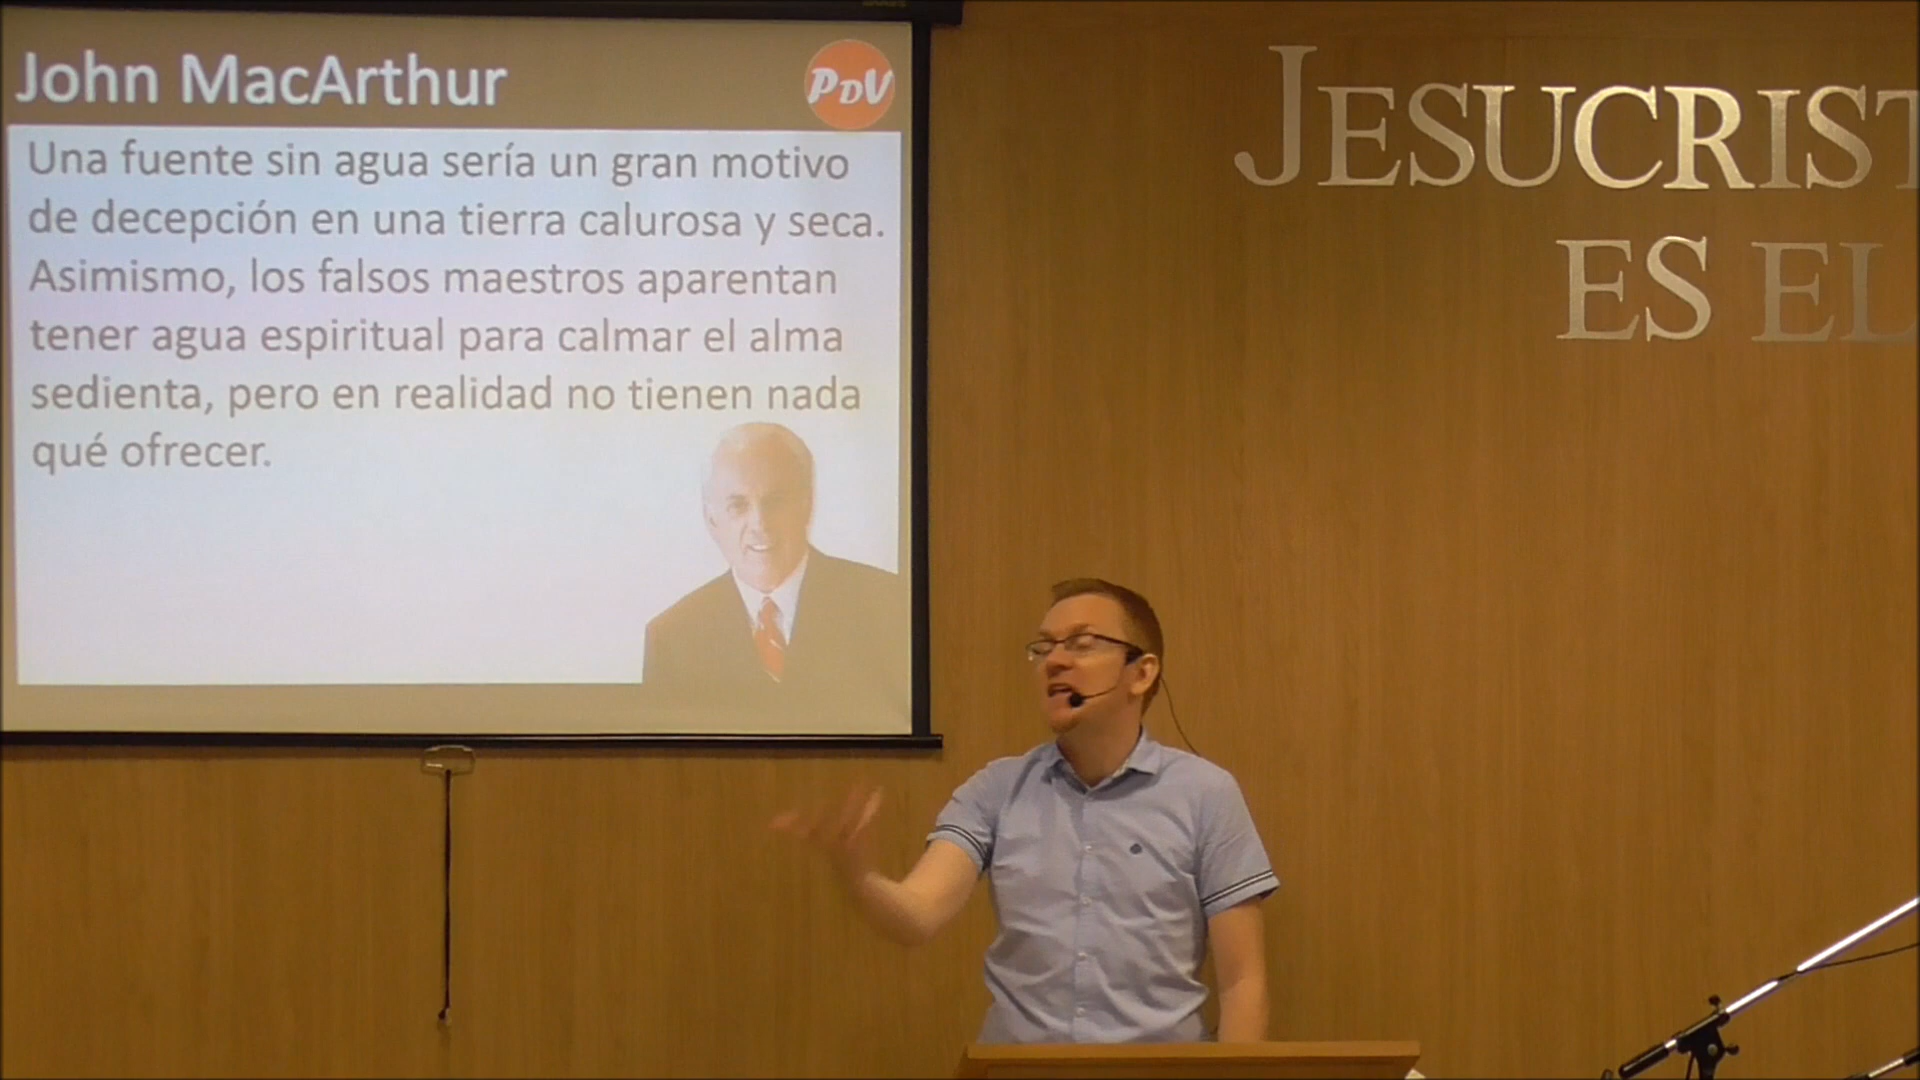 John MacArthur
PDV
Una fuente sin agua sería un gran motivo
de decepción en una tierra calurosa y seca.
Asimismo, los falsos maestros aparentan
tener agua espiritual para calmar el alma
sedienta, pero en realidad no tienen nada
qué ofrecer.
JESUCRIST
ES EL